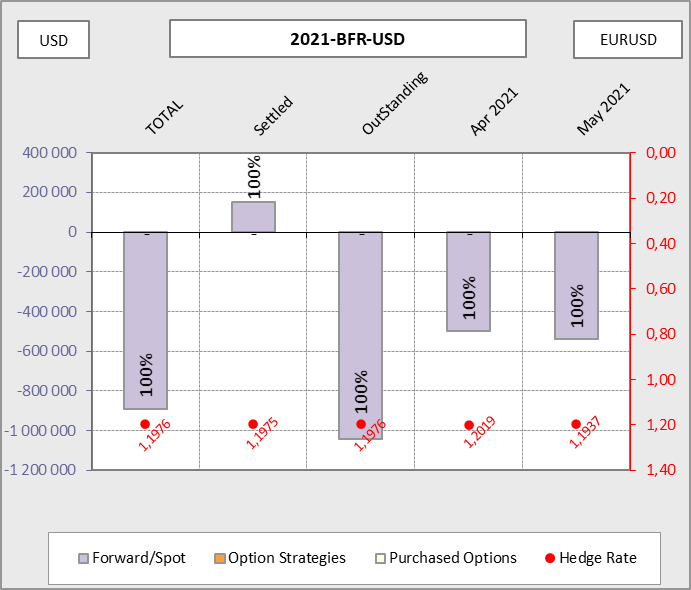 USD
2021-BFR-USD
EURUSD
TOTAL
Settled
OutStanding
Apr 2021
May 2021
400 000
200 000
0
-200 000
-400 000
-600 000
-800 000
-1 000 000
-1 200 000
0,00
0,20
0,40
0,60
0,80
1,00
1,20
1,40
100%
100%
100%
100%
100%
1,1976
1,1975
1,1976
1,2019
1,1937
Forward/Spot
Option Strategies
Purchased Options
Hedge Rate